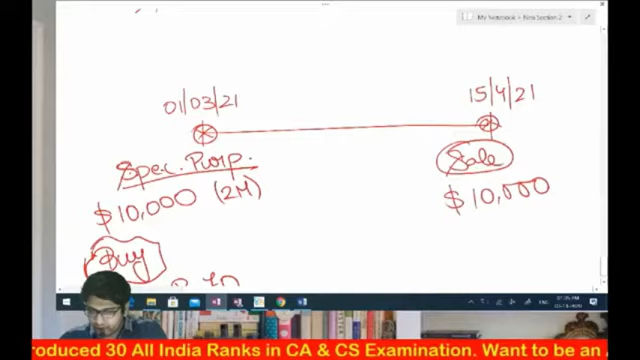 My Notebook > New Section 2
01/03/21
15/4/21
Spec. Purp.
Sale
$10,000 (2M)
$10,000
Buy
roduced 30 All India Ranks in CA & CS Examination. Want to be an